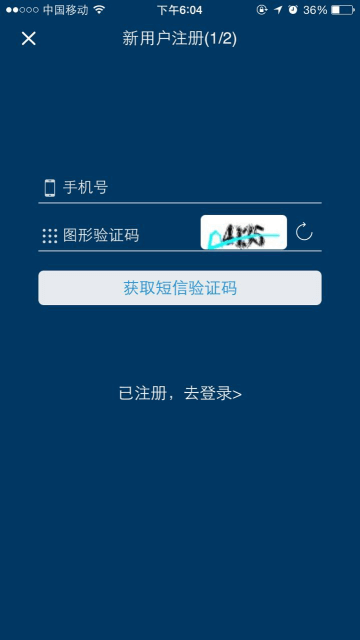 中国移动 下午6:04 36%
新用户注册(1/2)
手机号
图形验证码
获取短信验证码
已注册，去登录>